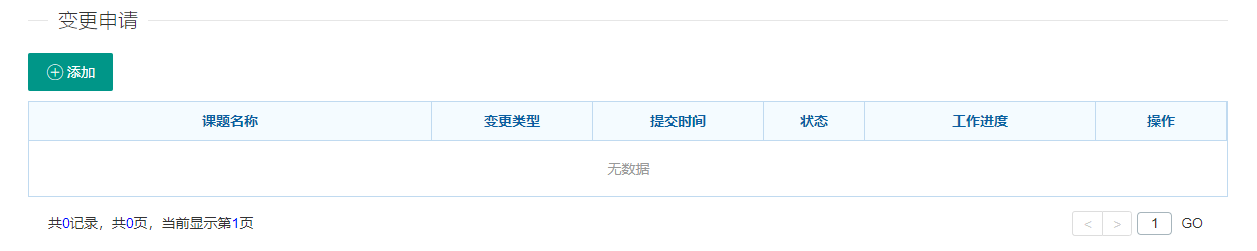 变更申请
添加
课题名称 变更类型 提交时间 状态 工作进度 操作
无数据
共0记录，共0页，当前显示第1页 < > 1 GO